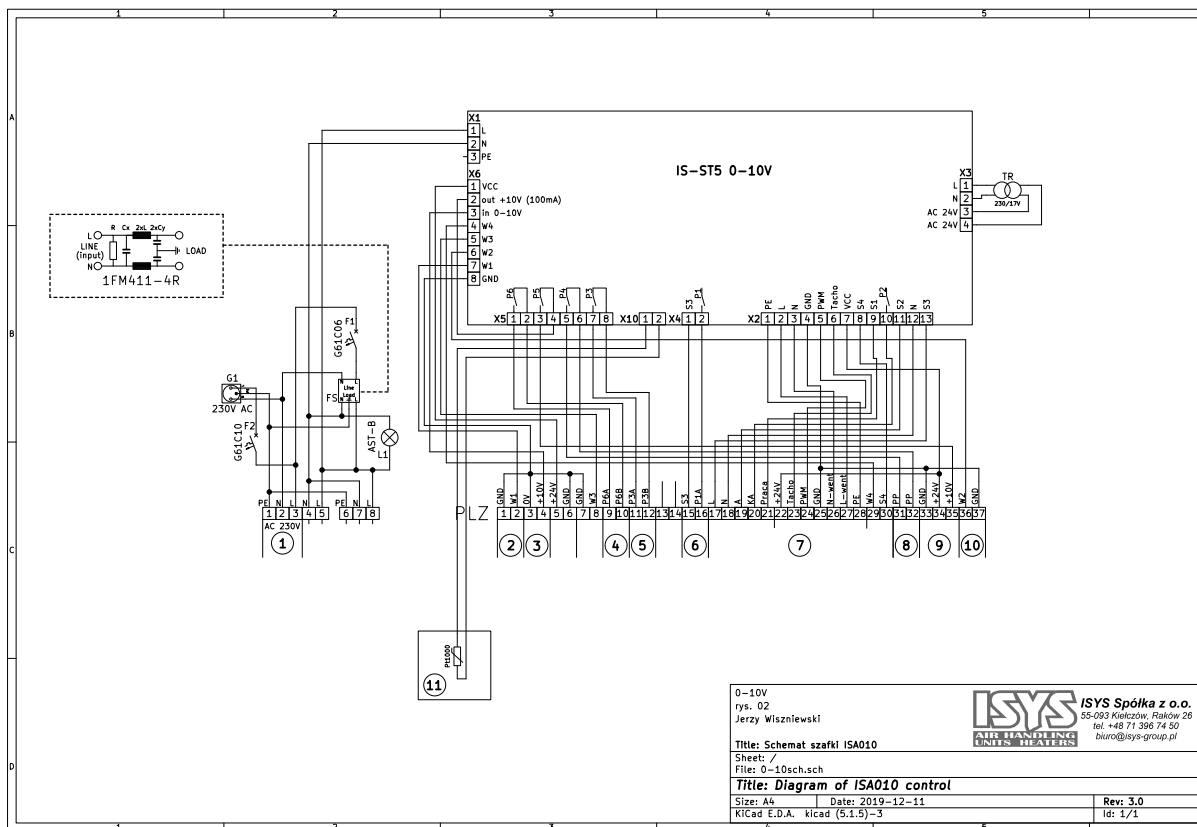 1 2 3 4 5
A
B
C
D
X1
1 L
2 N
3 PE
X6
1 VCC
2 out +10V (100mA)
3 in 0-10V
4 W4
5 W3
6 W2
7 W1
8 GND
IS-ST5 0-10V
X3
L 1
N 2
AC 24V 3
AC 24V 4
TR
230/17V
R Cx 2xL 2xCy
L
LINE
(input)
N
LOAD
1FM411-4R
P6 P5 P4 P3
X5 1 2 3 4 5 6 7 8
X10 1 2
S3 P1
X4 1 2
PE L N GND PWM Tacho VCC S4 S1 P2 S2 N S3
X2 1 2 3 4 5 6 7 8 9 10 11 12 13
F1
G61C06
N L
Line
Load
N L
FS
G1
230V AC
F2
G61C10
AST-B
L1
PE N L N L PE N L
1 2 3 4 5 6 7 8
AC 230V
1
PLZ
GND W1 0V +10V +24V GND GND W3 P6A P6B P3A P3B S3 P1A L N A KA Praca +24V Tacho PWM GND N-went L-went PE W4 S4 PP PP GND +24V +10V W2 GND
1 2 3 4 5 6 7 8 9 10 11 12 13 14 15 16 17 18 19 20 21 22 23 24 25 26 27 28 29 30 31 32 33 34 35 36 37
2 3 4 5 6 7 8 9 10
Pt1000
11
0-10V
rys. 02
Jerzy Wiszniewski
Title: Schemat szafki ISA010
ISYS
AIR HANDLING
UNITS HEATERS
ISYS Spółka z o.o.
55-093 Kiełczów, Raków 26
tel. +48 71 396 74 50
biuro@isys-group.pl
Sheet: /
File: 0-10sch.sch
Title: Diagram of ISA010 control
Size: A4 Date: 2019-12-11 Rev: 3.0
KiCad E.D.A. kicad (5.1.5)-3 Id: 1/1
1 2 3 4 5